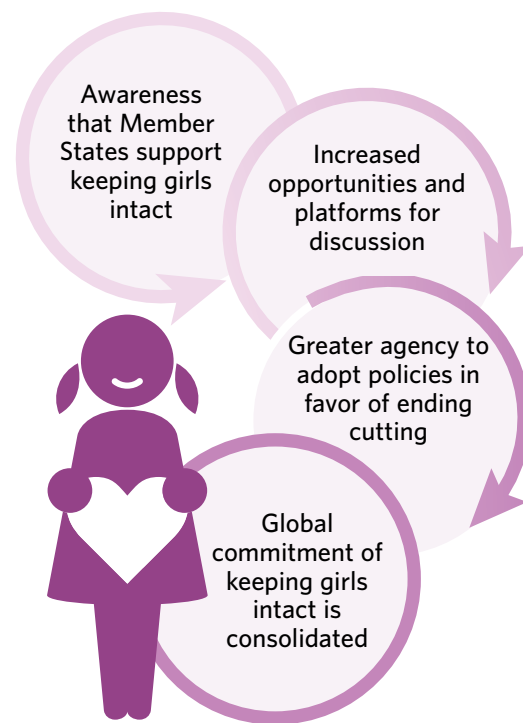 Awareness
that Member
States support
keeping girls
intact
Increased
opportunities and
platforms for
discussion
Greater agency to
adopt policies in
favor of ending
cutting
Global
commitment of
keeping girls
intact is
consolidated